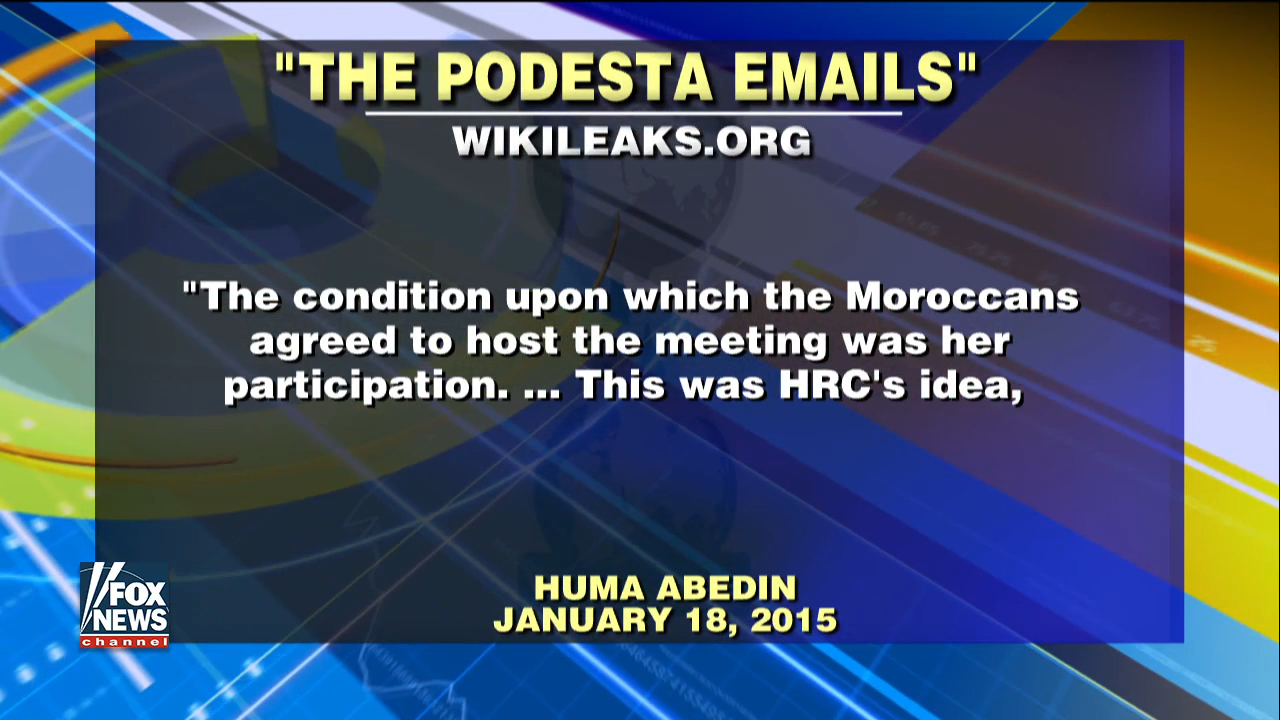 "THE PODESTA EMAILS"
WIKILEAKS.ORG
"The condition upon which the Moroccans
agreed to host the meeting was her
participation. ... This was HRC's idea,
HUMA ABEDIN
JANUARY 18, 2015
FOX
NEWS
channel